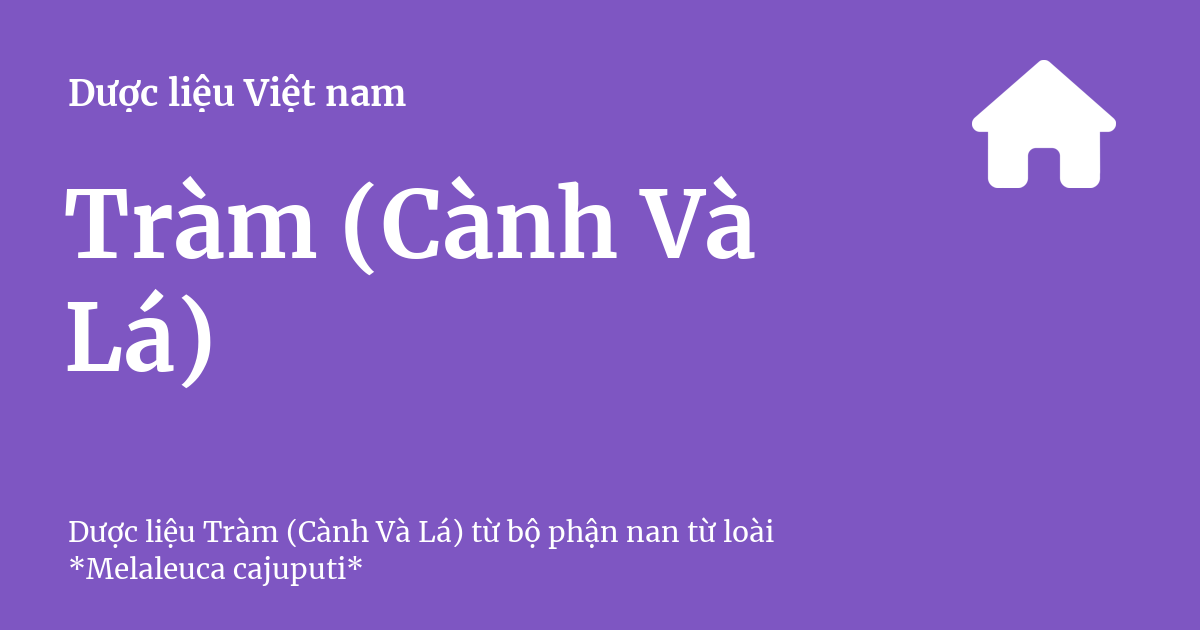 Dược liệu Việt nam
Tràm (Cành Và
Lá)
Dược liệu Tràm (Cành Và Lá) từ bộ phận nan từ loài
*Melaleuca cajuputi*